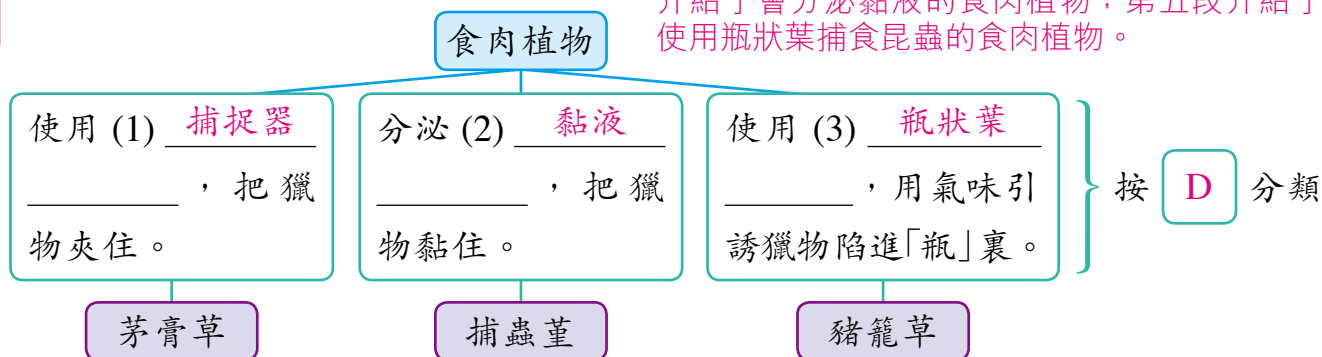 介紹了會分泌黏液的食肉植物，第五段介紹了
使用瓶狀葉捕食昆蟲的食肉植物。
食肉植物
使用 (1) 捕捉器
，把獵
物夾住。
分泌 (2) 黏液
，把獵
物黏住。
使用 (3) 瓶狀葉
，用氣味引
誘獵物陷進「瓶」裏。
按 D 分類
茅膏草
捕蟲堇
豬籠草